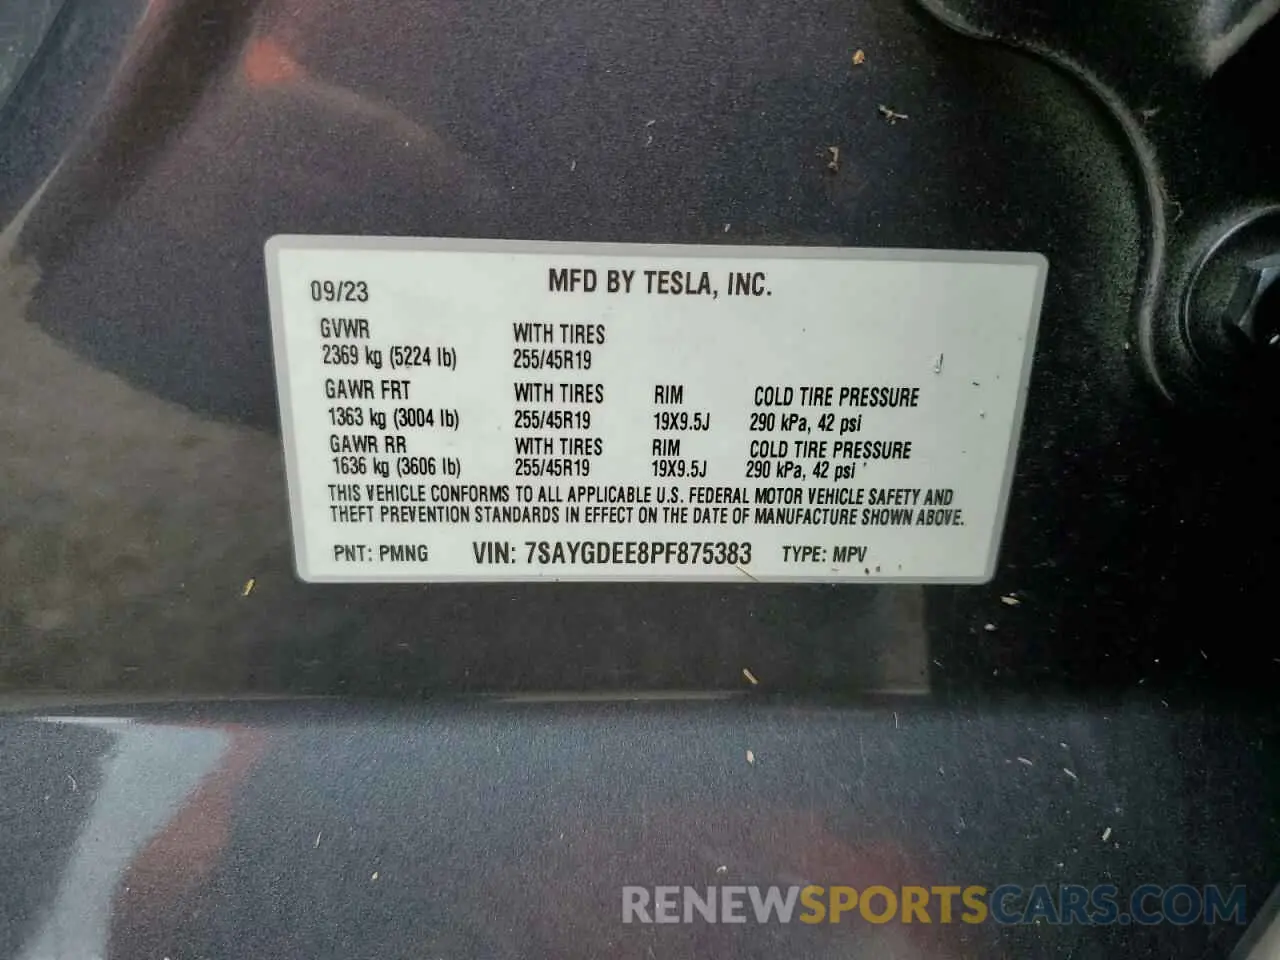 09/23 MFD BY TESLA, INC.
GVWR WITH TIRES
2369 kg (5224 lb) 255/45R19
GAWR FRT WITH TIRES RIM COLD TIRE PRESSURE
1363 kg (3004 lb) 255/45R19 19X9.5J 290 kPa, 42 psi
GAWR RR WITH TIRES RIM COLD TIRE PRESSURE
1636 kg (3606 lb) 255/45R19 19X9.5J 290 kPa, 42 psi
THIS VEHICLE CONFORMS TO ALL APPLICABLE U.S. FEDERAL MOTOR VEHICLE SAFETY AND
THEFT PREVENTION STANDARDS IN EFFECT ON THE DATE OF MANUFACTURE SHOWN ABOVE.
PNT: PMNG VIN: 7SAYGDEE8PF875383 TYPE: MPV
RENEWSPORTSCARS.COM